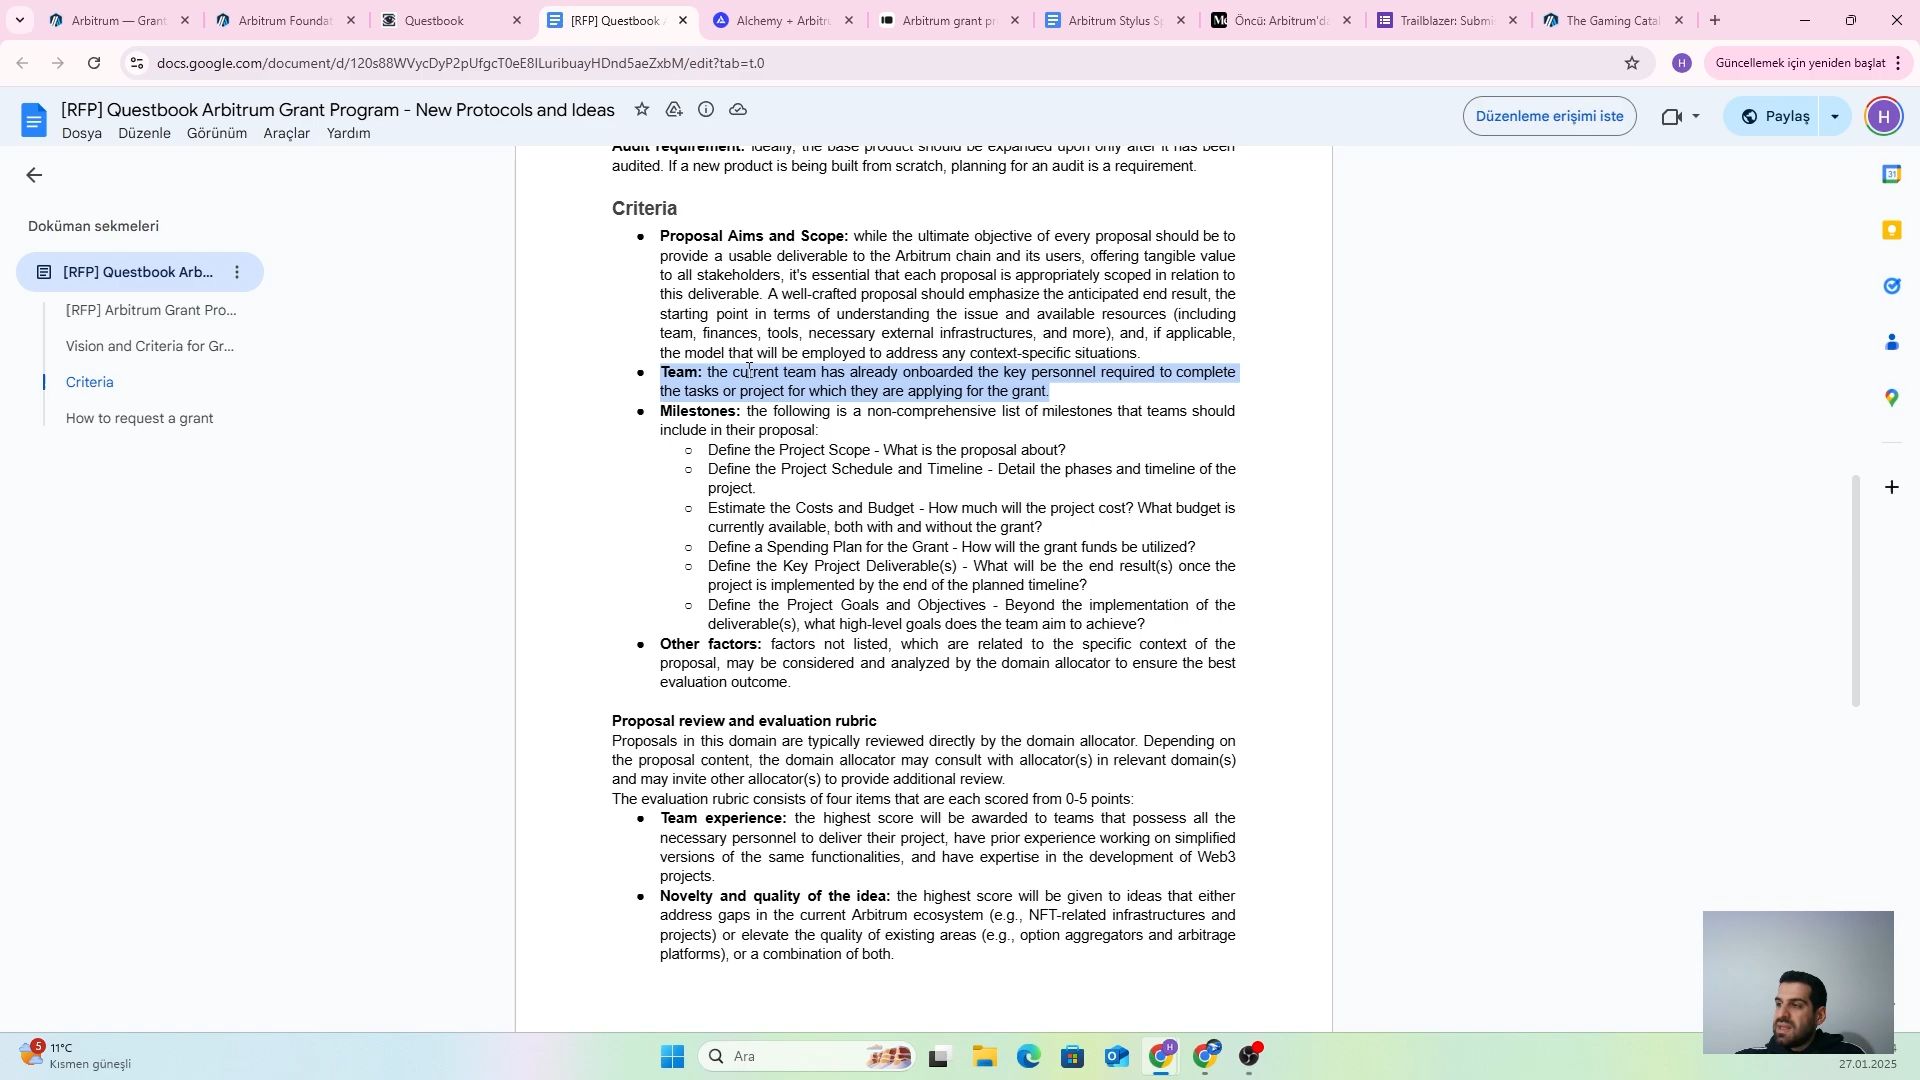 Arbitrum — Grant
Arbitrum Foundat
Questbook
[RFP] Questbook A
Alchemy + Arbitru
Arbitrum grant pr
Arbitrum Stylus Sp
Öncü: Arbitrum'da
Trailblazer: Submi
The Gaming Catal
docs.google.com/document/d/120s88WVycDyP2pUfgcT0eE8ILuribuayHDnd5aeZxbM/edit?tab=t.0
H
Güncellemek için yeniden başlat
[RFP] Questbook Arbitrum Grant Program - New Protocols and Ideas
Dosya Düzenle Görünüm Araçlar Yardım
Düzenleme erişimi iste
Paylaş
H
Doküman sekmeleri
[RFP] Questbook Arb...
[RFP] Arbitrum Grant Pro...
Vision and Criteria for Gr...
Criteria
How to request a grant
Audit requirement: Ideally, the base product should be expanded upon only after it has been
audited. If a new product is being built from scratch, planning for an audit is a requirement.
Criteria
● Proposal Aims and Scope: while the ultimate objective of every proposal should be to
provide a usable deliverable to the Arbitrum chain and its users, offering tangible value
to all stakeholders, it's essential that each proposal is appropriately scoped in relation to
this deliverable. A well-crafted proposal should emphasize the anticipated end result, the
starting point in terms of understanding the issue and available resources (including
team, finances, tools, necessary external infrastructures, and more), and, if applicable,
the model that will be employed to address any context-specific situations.
● Team: the current team has already onboarded the key personnel required to complete
the tasks or project for which they are applying for the grant.
● Milestones: the following is a non-comprehensive list of milestones that teams should
include in their proposal:
○ Define the Project Scope - What is the proposal about?
○ Define the Project Schedule and Timeline - Detail the phases and timeline of the
project.
○ Estimate the Costs and Budget - How much will the project cost? What budget is
currently available, both with and without the grant?
○ Define a Spending Plan for the Grant - How will the grant funds be utilized?
○ Define the Key Project Deliverable(s) - What will be the end result(s) once the
project is implemented by the end of the planned timeline?
○ Define the Project Goals and Objectives - Beyond the implementation of the
deliverable(s), what high-level goals does the team aim to achieve?
● Other factors: factors not listed, which are related to the specific context of the
proposal, may be considered and analyzed by the domain allocator to ensure the best
evaluation outcome.
Proposal review and evaluation rubric
Proposals in this domain are typically reviewed directly by the domain allocator. Depending on
the proposal content, the domain allocator may consult with allocator(s) in relevant domain(s)
and may invite other allocator(s) to provide additional review.
The evaluation rubric consists of four items that are each scored from 0-5 points:
● Team experience: the highest score will be awarded to teams that possess all the
necessary personnel to deliver their project, have prior experience working on simplified
versions of the same functionalities, and have expertise in the development of Web3
projects.
● Novelty and quality of the idea: the highest score will be given to ideas that either
address gaps in the current Arbitrum ecosystem (e.g., NFT-related infrastructures and
projects) or elevate the quality of existing areas (e.g., option aggregators and arbitrage
platforms), or a combination of both.
31
5
11°C
Kısmen güneşli
Ara
27.01.2025